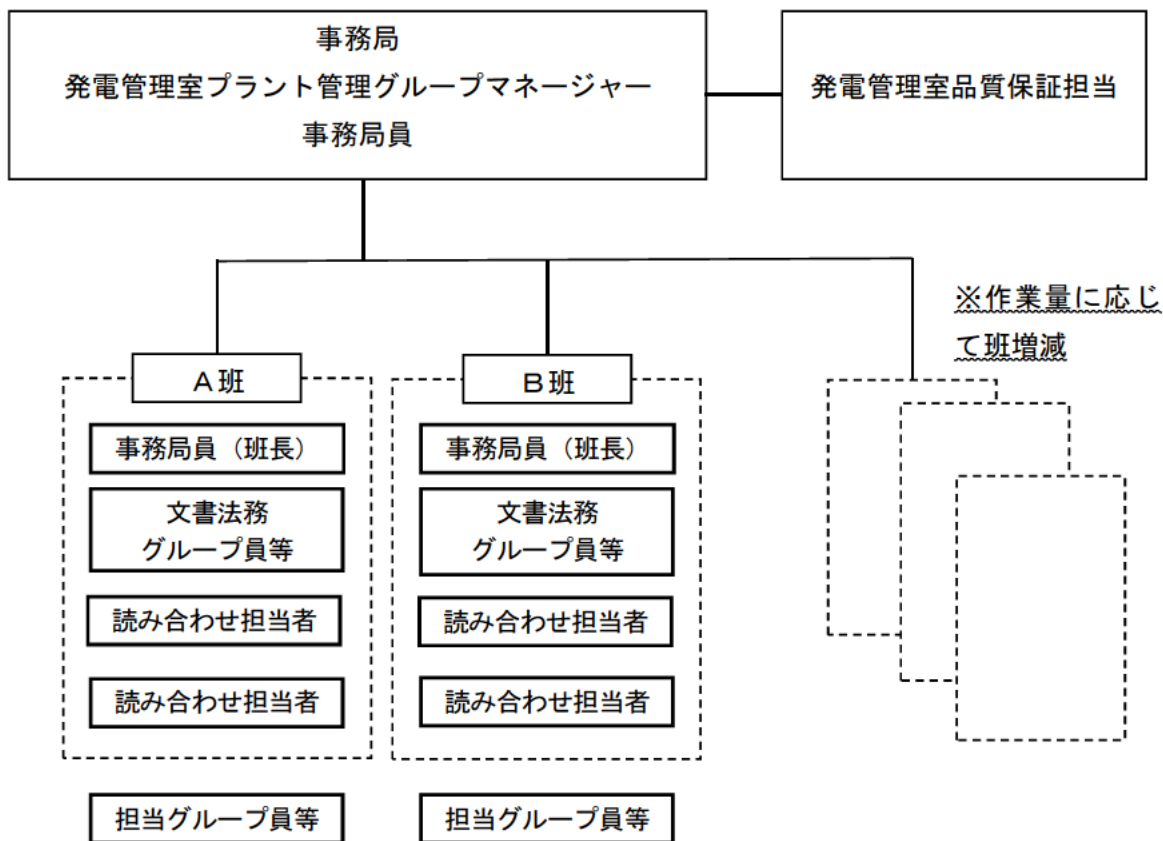 事務局
発電管理室プラント管理グループマネージャー
事務局員
発電管理室品質保証担当
※作業量に応じ
て班増減
A班
事務局員（班長）
文書法務
グループ員等
読み合わせ担当者
読み合わせ担当者
担当グループ員等
B班
事務局員（班長）
文書法務
グループ員等
読み合わせ担当者
読み合わせ担当者
担当グループ員等